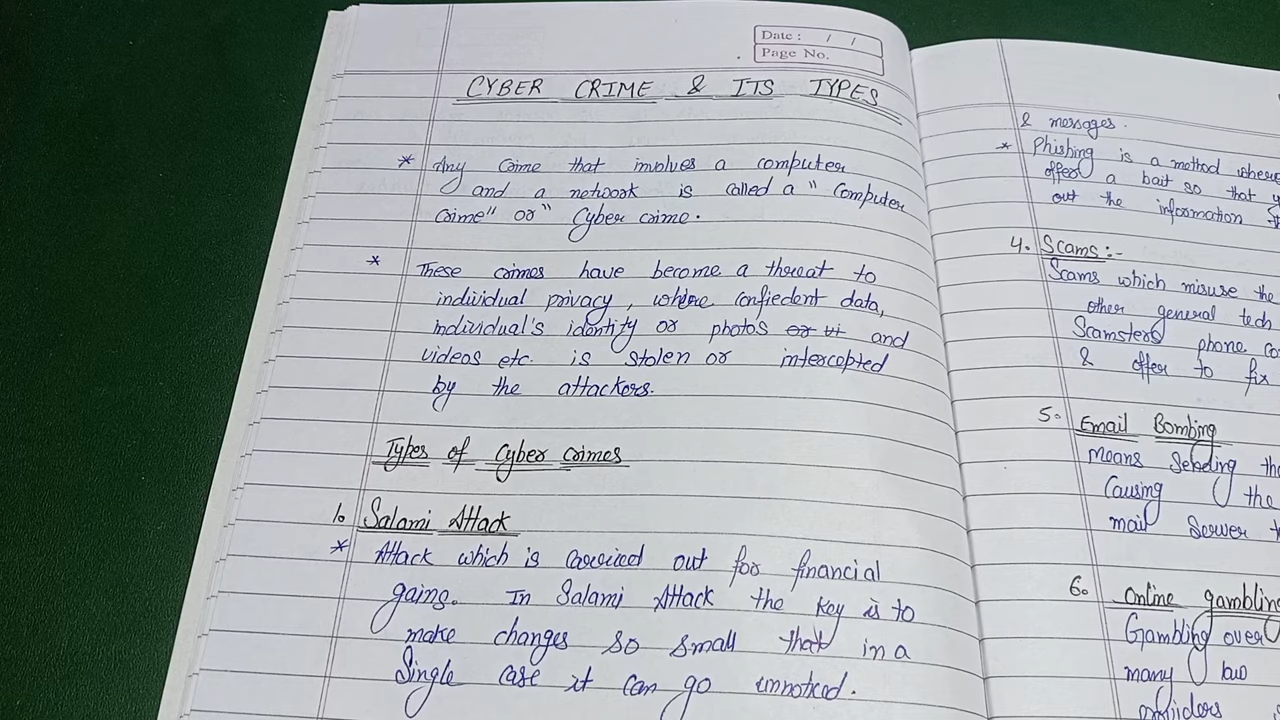 Date : / /
Page No.
CYBER CRIME & ITS TYPES
* Any crime that involves a computer
and a network is called a " Computer
Crime" or " Cyber crime.
* These crimes have become a threat to
individual privacy, where confiedent data,
individual's identity or photos or vi and
videos etc. is stolen or intercepted
by the attackers.
Types of Cyber crimes
1. Salami Attack
* Attack which is carried out for financial
gains. In Salami Attack the key is to
make changes so small that in a
Single case it can go unnoticed.
& messages.
* Phishing is a method where
offer a bait so that y
out the information
4. Scams:-
Scams which misuse the
other general tech
Scamsters phone co
& offer to fix
5. Email Bombing
means the
Causing the
mail Server
6. Online gambling
Gambling over
many